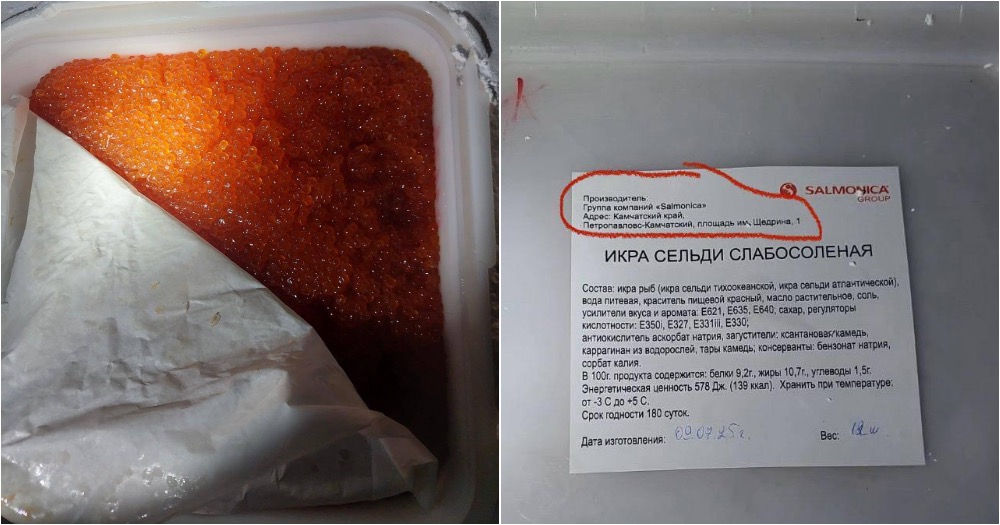 SALMONICA
GROUP
Производитель:
Группа компаний «Salmonica»
Адрес: Камчатский край,
Петропавло-Камчатский, площадь им. Щедрина, 1
ИКРА СЕЛЬДИ СЛАБОСОЛЕНАЯ
Состав: икра рыб (икра сельди тихоокеанской, икра сельди атлантической),
вода питевая, краситель пищевой красный, масло растительное, соль,
усилители вкуса и аромата: Е621, Е635, Е640; сахар, регуляторы
кислотности: Е350i, Е327, Е331iii, Е330;
антиокислитель аскорбат натрия, загустители: ксантановая/камедь,
каррагинан из водорослей, тары камедь; консерванты: бензонат натрия,
сорбат калия.
В 100г. продукта содержится: белки 9,2г., жиры 10,7г., углеводы 1,5г.
Энергетическая ценность 578 Дж. (139 ккал). Хранить при температуре:
от -3 С до +5 С.
Срок годности 180 суток.
Дата изготовления: 09.07.25г. Вес: